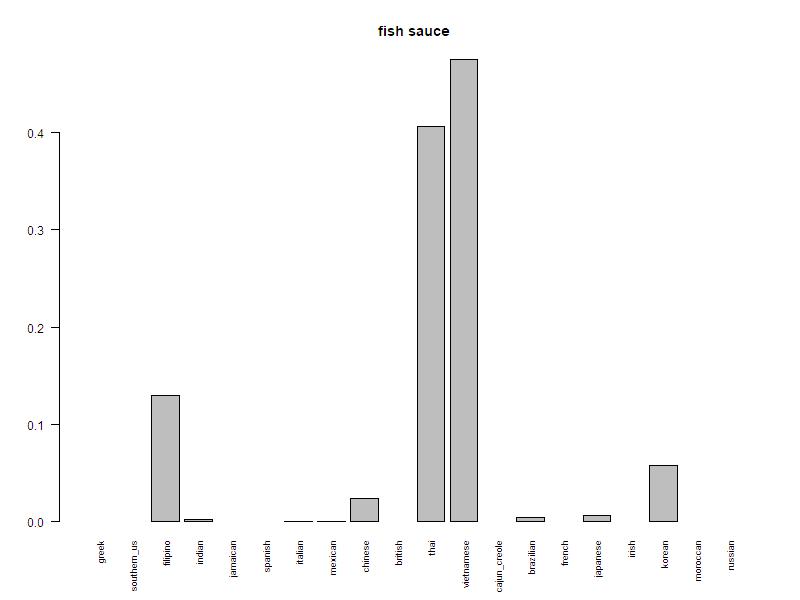 fish sauce
0.4
0.3
0.2
0.1
0.0
greek
southern_us
filipino
indian
jamaican
spanish
italian
mexican
chinese
british
thai
vietnamese
cajun_creole
brazilian
french
japanese
irish
korean
moroccan
russian